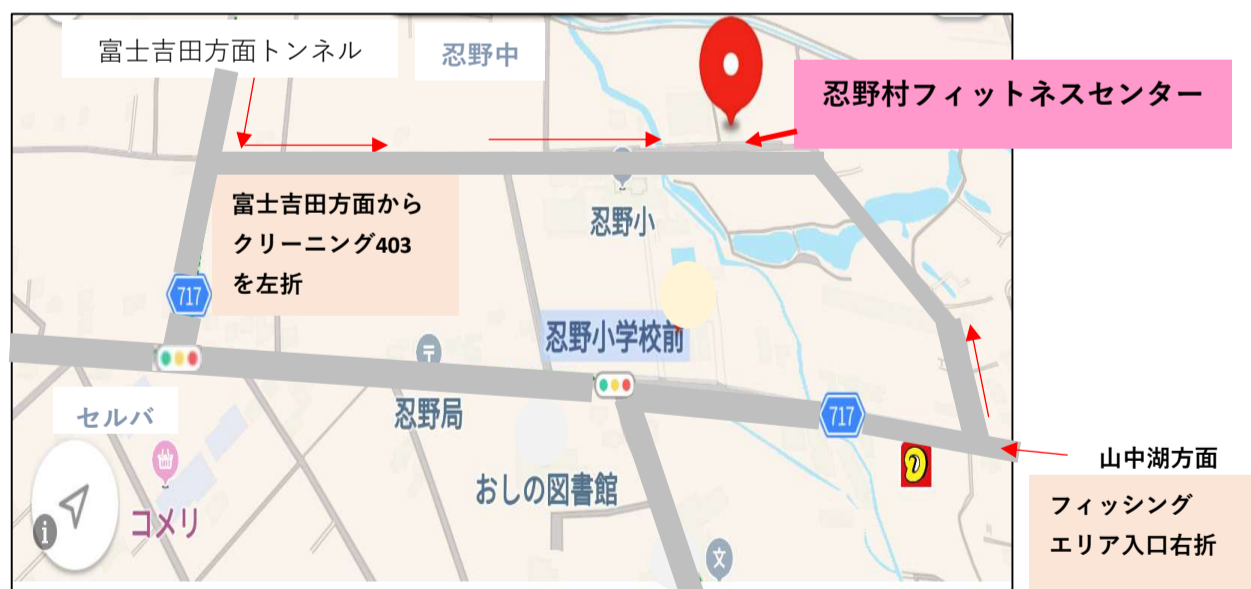 富士吉田方面トンネル
忍野中
忍野村フィットネスセンター
富士吉田方面から
クリーニング403
を左折
忍野小
717
忍野小学校前
〒
忍野局
717
セルバ
山中湖方面
おしの図書館
フィッシング
エリア入口右折
コメリ
i
文